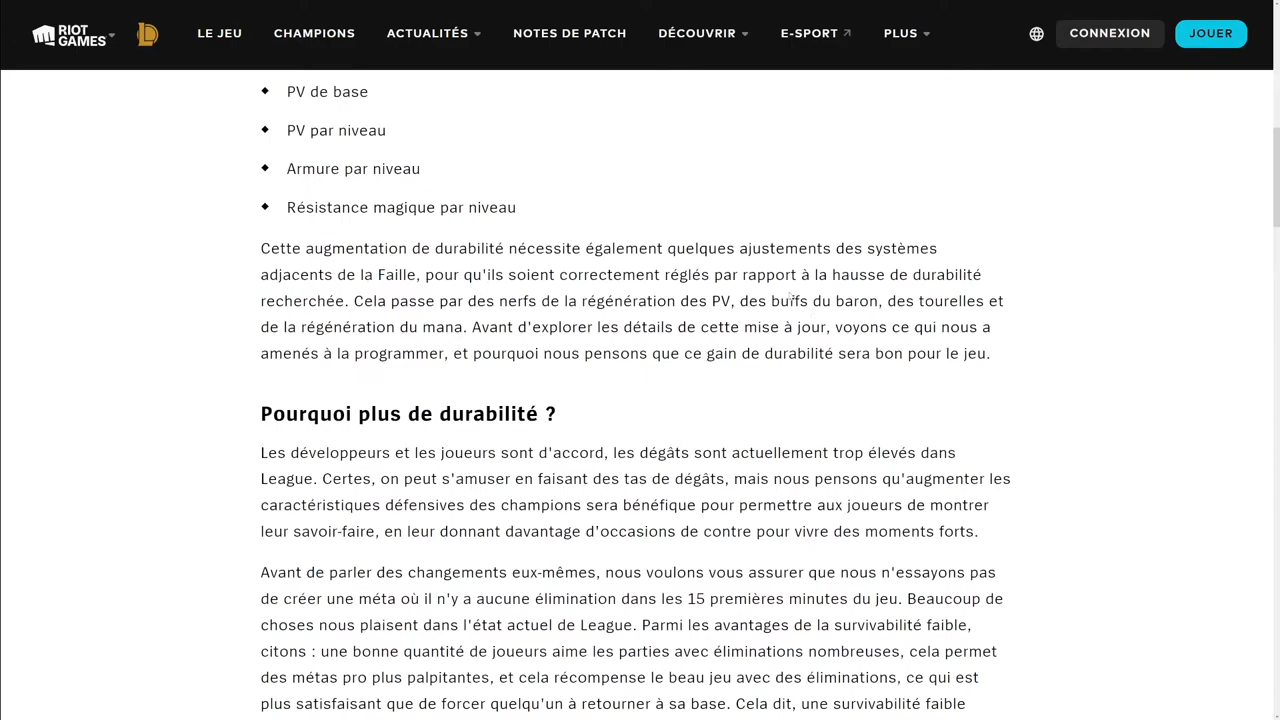 RIOT GAMES
LE JEU
CHAMPIONS
ACTUALITÉS
NOTES DE PATCH
DÉCOUVRIR
E-SPORT
PLUS
CONNEXION
JOUER
PV de base
PV par niveau
Armure par niveau
Résistance magique par niveau
Cette augmentation de durabilité nécessite également quelques ajustements des systèmes
adjacents de la Faille, pour qu'ils soient correctement réglés par rapport à la hausse de durabilité
recherchée. Cela passe par des nerfs de la régénération des PV, des buffs du baron, des tourelles et
de la régénération du mana. Avant d'explorer les détails de cette mise à jour, voyons ce qui nous a
amenés à la programmer, et pourquoi nous pensons que ce gain de durabilité sera bon pour le jeu.
Pourquoi plus de durabilité ?
Les développeurs et les joueurs sont d'accord, les dégâts sont actuellement trop élevés dans
League. Certes, on peut s'amuser en faisant des tas de dégâts, mais nous pensons qu'augmenter les
caractéristiques défensives des champions sera bénéfique pour permettre aux joueurs de montrer
leur savoir-faire, en leur donnant davantage d'occasions de contre pour vivre des moments forts.
Avant de parler des changements eux-mêmes, nous voulons vous assurer que nous n'essayons pas
de créer une méta où il n'y a aucune élimination dans les 15 premières minutes du jeu. Beaucoup de
choses nous plaisent dans l'état actuel de League. Parmi les avantages de la survivabilité faible,
citons : une bonne quantité de joueurs aime les parties avec éliminations nombreuses, cela permet
des métas pro plus palpitantes, et cela récompense le beau jeu avec des éliminations, ce qui est
plus satisfaisant que de forcer quelqu'un à retourner à sa base. Cela dit, une survivabilité faible